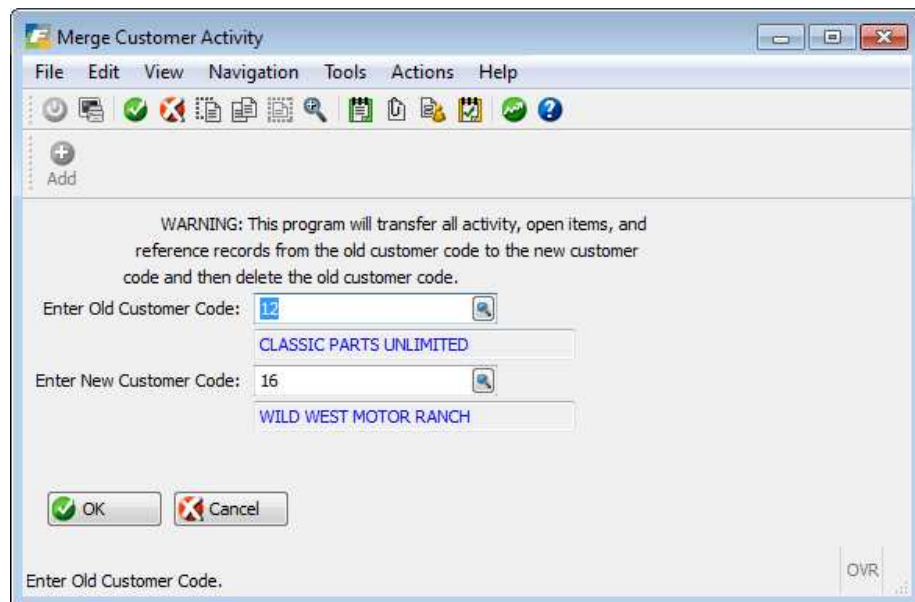 Merge Customer Activity
File Edit View Navigation Tools Actions Help
Add
WARNING: This program will transfer all activity, open items, and
reference records from the old customer code to the new customer
code and then delete the old customer code.
Enter Old Customer Code: 12
CLASSIC PARTS UNLIMITED
Enter New Customer Code: 16
WILD WEST MOTOR RANCH
OK Cancel
Enter Old Customer Code. OVR